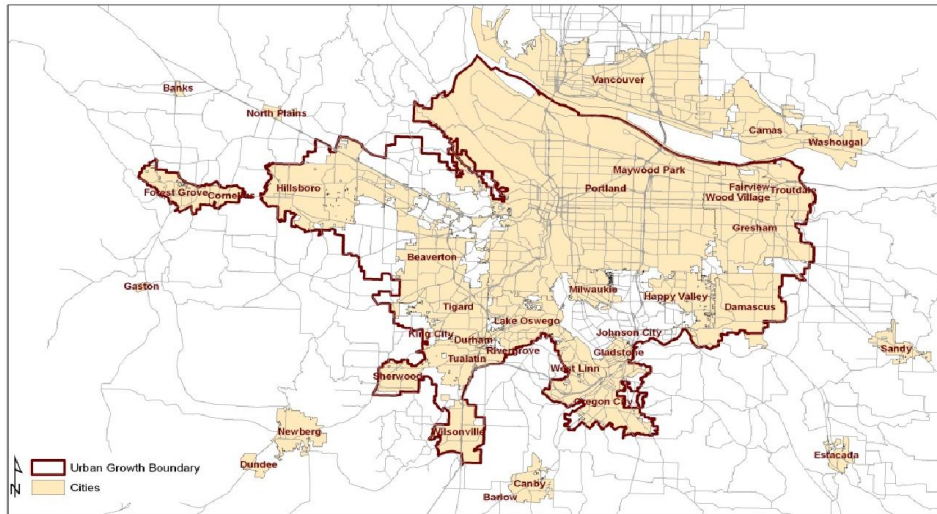 Vancouver
Banks
North Plains
Camas
Washougal
Maywood Park
Forest Grove
Cornel
Hillsboro
Portland
Fairview
Troutdale
Wood Village
Gresham
Beaverton
Gaston
Milwaukie
Happy Valley
Damascus
Tigard
Lake Oswego
King City
Durham
Johnson City
Rivergrove
Gladstone
Tualatin
Sandy
Sherwood
West Linn
Oregon City
Newberg
Wilsonville
Dundee
Estacada
Canby
Barlow
N
Urban Growth Boundary
Cities